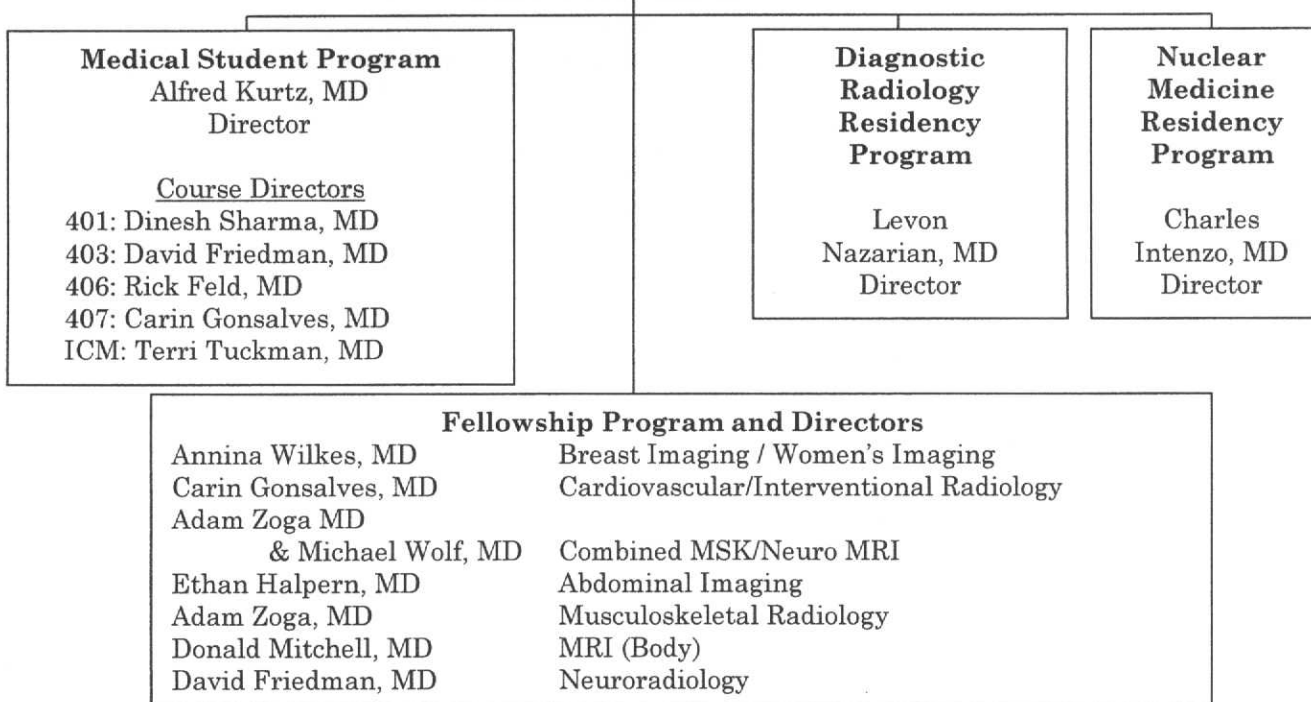 Medical Student Program
Alfred Kurtz, MD
Director
Course Directors
401: Dinesh Sharma, MD
403: David Friedman, MD
406: Rick Feld, MD
407: Carin Gonsalves, MD
ICM: Terri Tuckman, MD
Diagnostic
Radiology
Residency
Program
Levon
Nazarian, MD
Director
Nuclear
Medicine
Residency
Program
Charles
Intenzo, MD
Director
Fellowship Program and Directors
Annina Wilkes, MD Breast Imaging / Women's Imaging
Carin Gonsalves, MD Cardiovascular/Interventional Radiology
Adam Zoga MD
& Michael Wolf, MD Combined MSK/Neuro MRI
Ethan Halpern, MD Abdominal Imaging
Adam Zoga, MD Musculoskeletal Radiology
Donald Mitchell, MD MRI (Body)
David Friedman, MD Neuroradiology